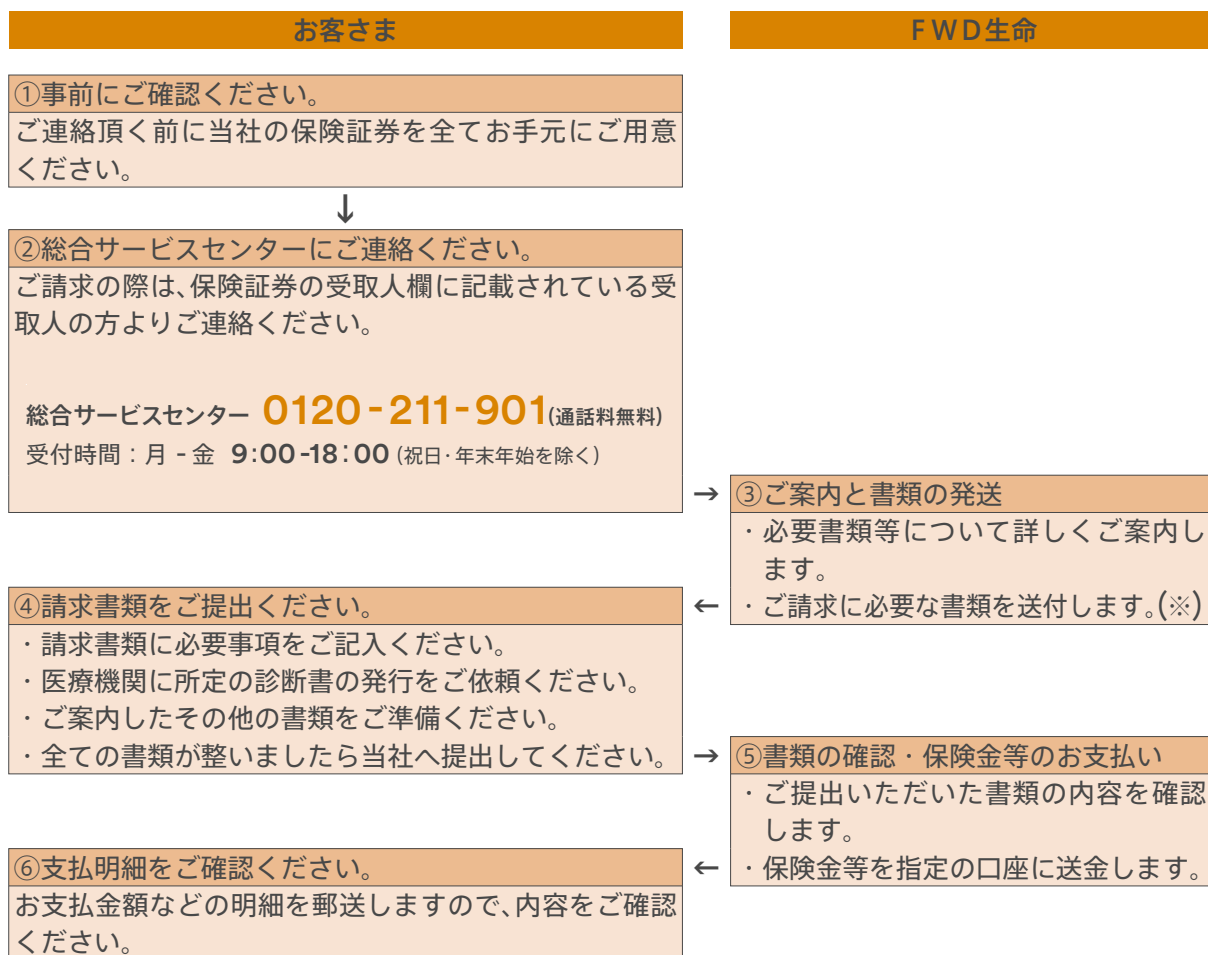 お客さま
FWD生命
①事前にご確認ください。
ご連絡頂く前に当社の保険証券を全てお手元にご用意
ください。
↓
②総合サービスセンターにご連絡ください。
ご請求の際は、保険証券の受取人欄に記載されている受
取人の方よりご連絡ください。
総合サービスセンター 0120-211-901(通話料無料)
受付時間：月-金 9:00-18:00（祝日・年末年始を除く）
→
③ご案内と書類の発送
・必要書類等について詳しくご案内し
ます。
・ご請求に必要な書類を送付します。(※)
←
④請求書類をご提出ください。
・請求書類に必要事項をご記入ください。
・医療機関に所定の診断書の発行をご依頼ください。
・ご案内したその他の書類をご準備ください。
・全ての書類が整いましたら当社へ提出してください。
→
⑤書類の確認・保険金等のお支払い
・ご提出いただいた書類の内容を確認
します。
・保険金等を指定の口座に送金します。
←
⑥支払明細をご確認ください。
お支払金額などの明細を郵送しますので、内容をご確認
ください。